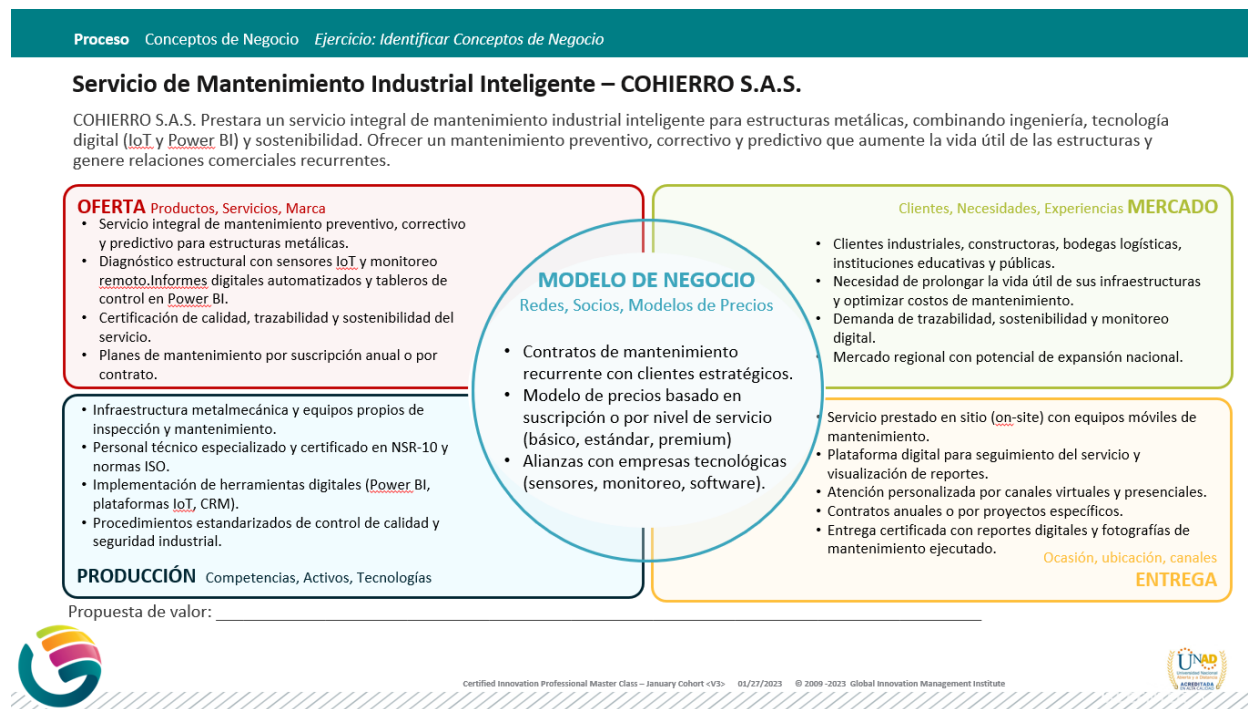 Proceso Conceptos de Negocio Ejercicio: Identificar Conceptos de Negocio
Servicio de Mantenimiento Industrial Inteligente – COHIERRO S.A.S.
COHIERRO S.A.S. Prestara un servicio integral de mantenimiento industrial inteligente para estructuras metálicas, combinando ingeniería, tecnología
digital (IoT y Power BI) y sostenibilidad. Ofrecer un mantenimiento preventivo, correctivo y predictivo que aumente la vida útil de las estructuras y
genere relaciones comerciales recurrentes.
OFERTA Productos, Servicios, Marca
• Servicio integral de mantenimiento preventivo, correctivo
y predictivo para estructuras metálicas.
• Diagnóstico estructural con sensores IoT y monitoreo
remoto.Informes digitales automatizados y tableros de
control en Power BI.
• Certificación de calidad, trazabilidad y sostenibilidad del
servicio.
• Planes de mantenimiento por suscripción anual o por
contrato.
Clientes, Necesidades, Experiencias MERCADO
• Clientes industriales, constructoras, bodegas logísticas,
instituciones educativas y públicas.
• Necesidad de prolongar la vida útil de sus infraestructuras
y optimizar costos de mantenimiento.
• Demanda de trazabilidad, sostenibilidad y monitoreo
digital.
• Mercado regional con potencial de expansión nacional.
MODELO DE NEGOCIO
Redes, Socios, Modelos de Precios
• Contratos de mantenimiento
recurrente con clientes estratégicos.
• Modelo de precios basado en
suscripción o por nivel de servicio
(básico, estándar, premium)
• Alianzas con empresas tecnológicas
(sensores, monitoreo, software).
• Infraestructura metalmecánica y equipos propios de
inspección y mantenimiento.
• Personal técnico especializado y certificado en NSR-10 y
normas ISO.
• Implementación de herramientas digitales (Power BI,
plataformas IoT, CRM).
• Procedimientos estandarizados de control de calidad y
seguridad industrial.
PRODUCCIÓN Competencias, Activos, Tecnologías
• Servicio prestado en sitio (on-site) con equipos móviles de
mantenimiento.
• Plataforma digital para seguimiento del servicio y
visualización de reportes.
• Atención personalizada por canales virtuales y presenciales.
• Contratos anuales o por proyectos específicos.
• Entrega certificada con reportes digitales y fotografías de
mantenimiento ejecutado.
Ocasión, ubicación, canales
ENTREGA
Propuesta de valor:
Certified Innovation Professional Master Class – January Cohort <V3> 01/27/2023 © 2009 -2023 Global Innovation Management Institute
UNAD
ACREDITADA